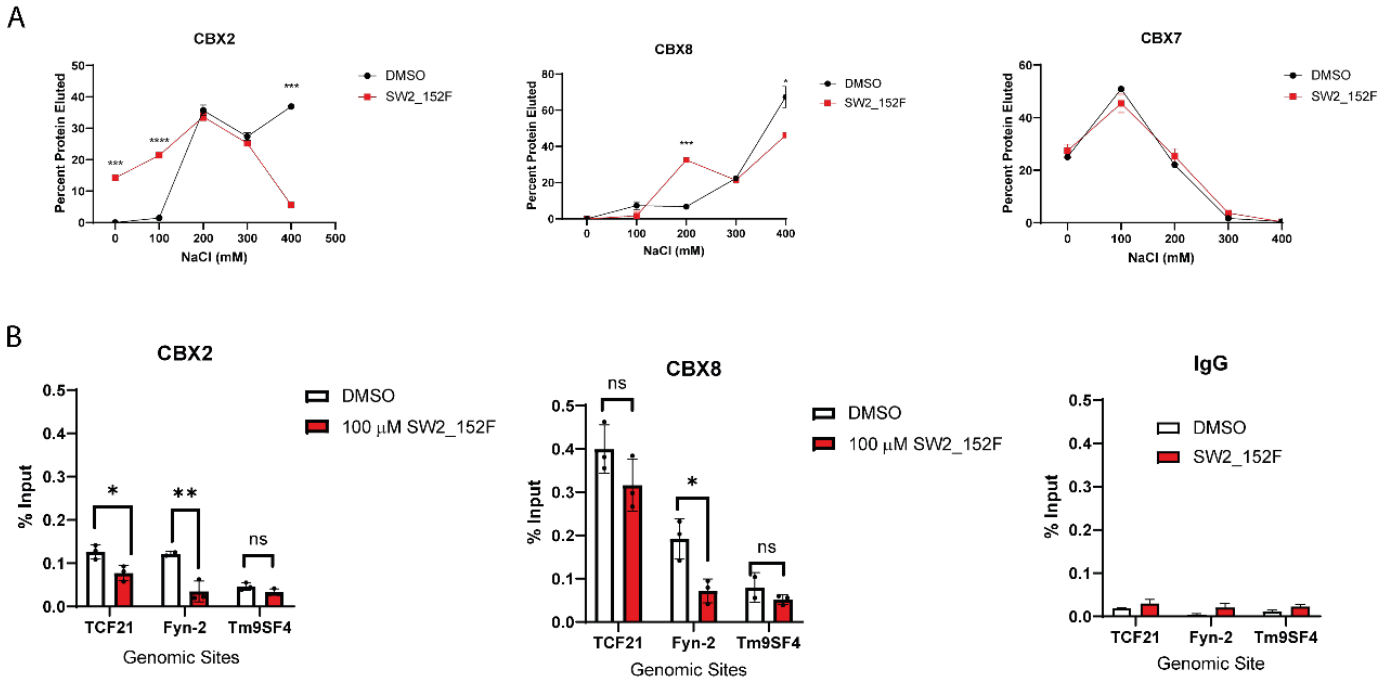 A
CBX2
Percent Protein Eluted
50
40
30
20
10
0
***
****
***
DMSO
SW2_152F
0 100 200 300 400 500
NaCl (mM)
CBX8
Percent Protein Eluted
80
60
40
20
0
***
*
DMSO
SW2_152F
0 100 200 300 400
NaCl (mM)
CBX7
Percent Protein Eluted
60
40
20
0
DMSO
SW2_152F
0 100 200 300 400
NaCl (mM)
B
CBX2
% Input
0.5
0.4
0.3
0.2
0.1
0.0
* ** ns
DMSO
100 μM SW2_152F
TCF21 Fyn-2 Tm9SF4
Genomic Sites
CBX8
% Input
0.5
0.4
0.3
0.2
0.1
0.0
ns * ns
DMSO
100 μM SW2_152F
TCF21 Fyn-2 Tm9SF4
Genomic Sites
IgG
% Input
0.5
0.4
0.3
0.2
0.1
0.0
DMSO
SW2_152F
TCF21 Fyn-2 Tm9SF4
Genomic Site